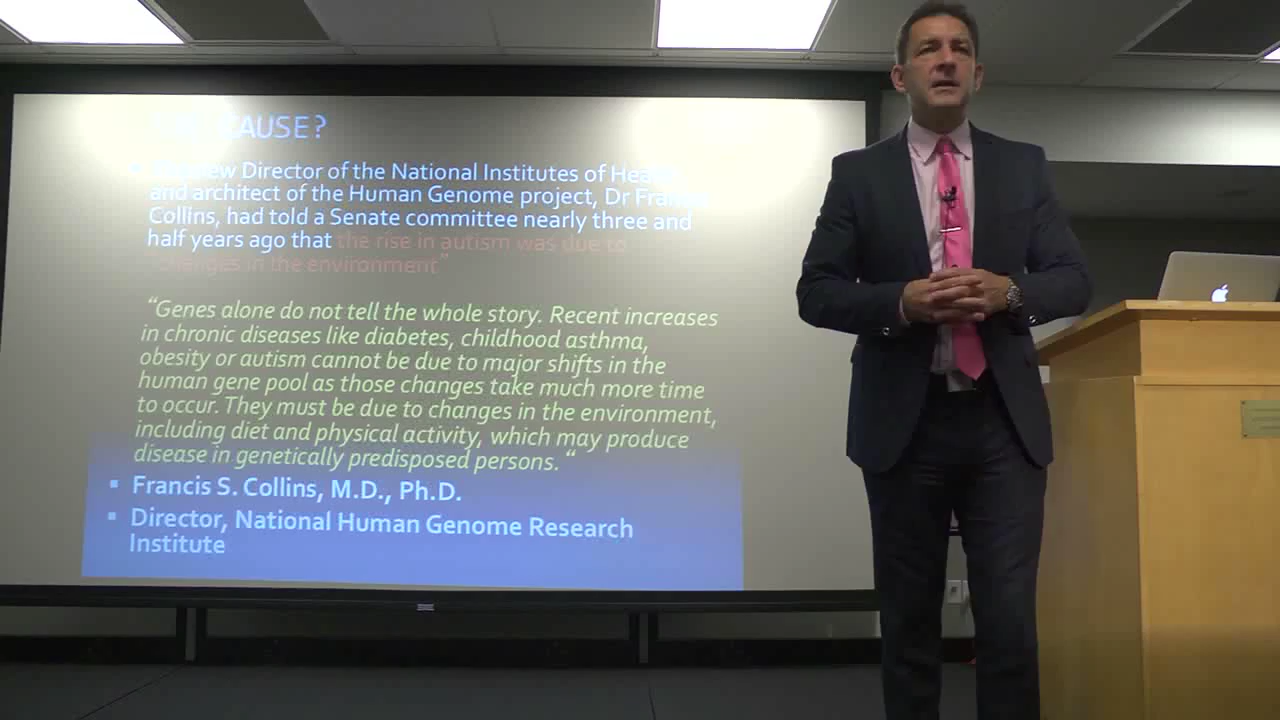 CAUSE?
new Director of the National Institutes of
and architect of the Human Genome project, Dr
Collins, had told a Senate committee nearly three and
half years ago that the rise in autism was due to
"changes in the environment"
“Genes alone do not tell the whole story. Recent increases
in chronic diseases like diabetes, childhood asthma,
obesity or autism cannot be due to major shifts in the
human gene pool as those changes take much more time
to occur. They must be due to changes in the environment,
including diet and physical activity, which may produce
disease in genetically predisposed persons. “
▪ Francis S. Collins, M.D., Ph.D.
▪ Director, National Human Genome Research
Institute